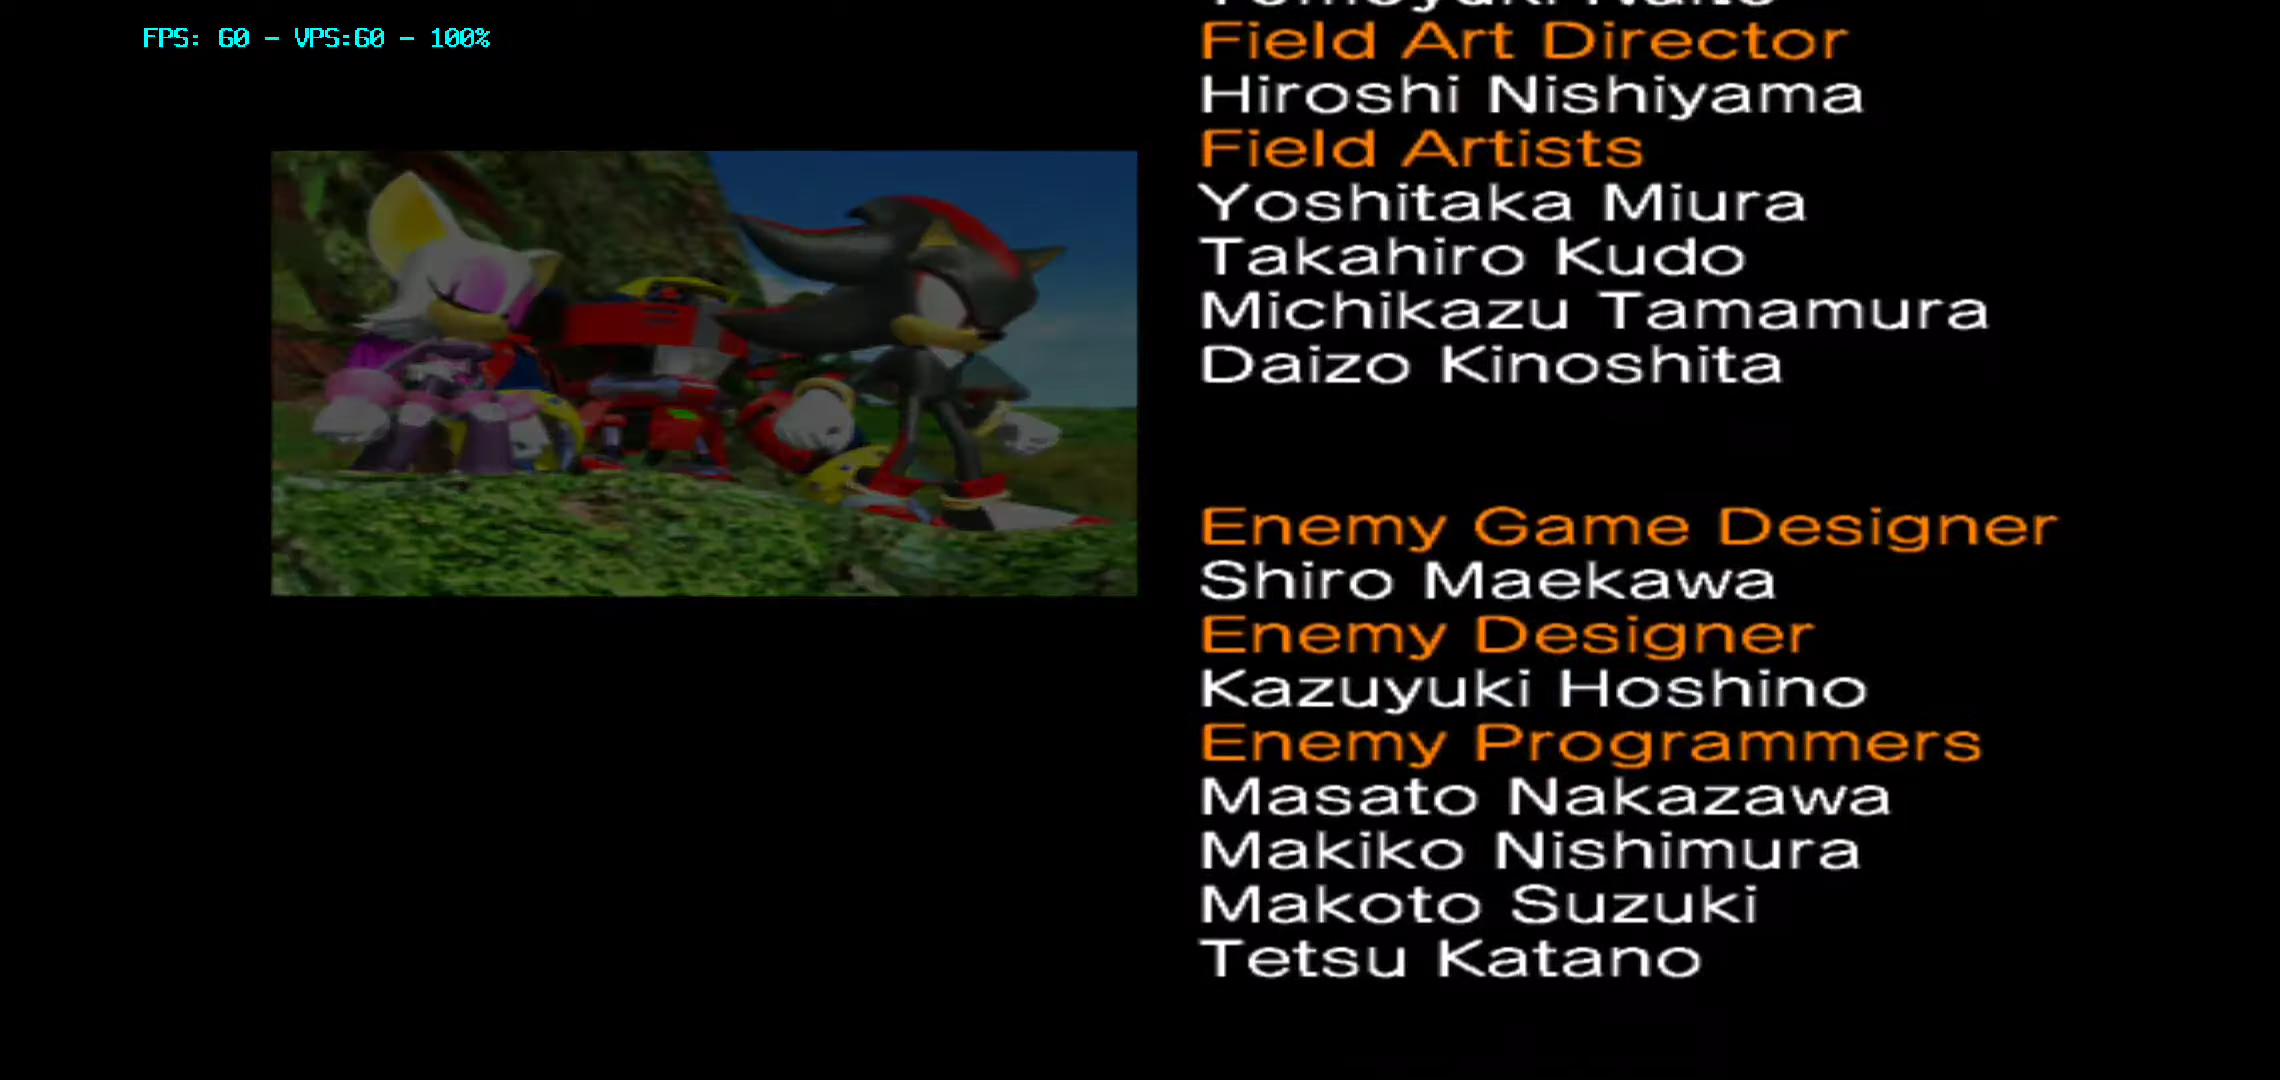 FPS: 60 - VPS:60 - 100%
Field Art Director
Hiroshi Nishiyama
Field Artists
Yoshitaka Miura
Takahiro Kudo
Michikazu Tamamura
Daizo Kinoshita
Enemy Game Designer
Shiro Maekawa
Enemy Designer
Kazuyuki Hoshino
Enemy Programmers
Masato Nakazawa
Makiko Nishimura
Makoto Suzuki
Tetsu Katano